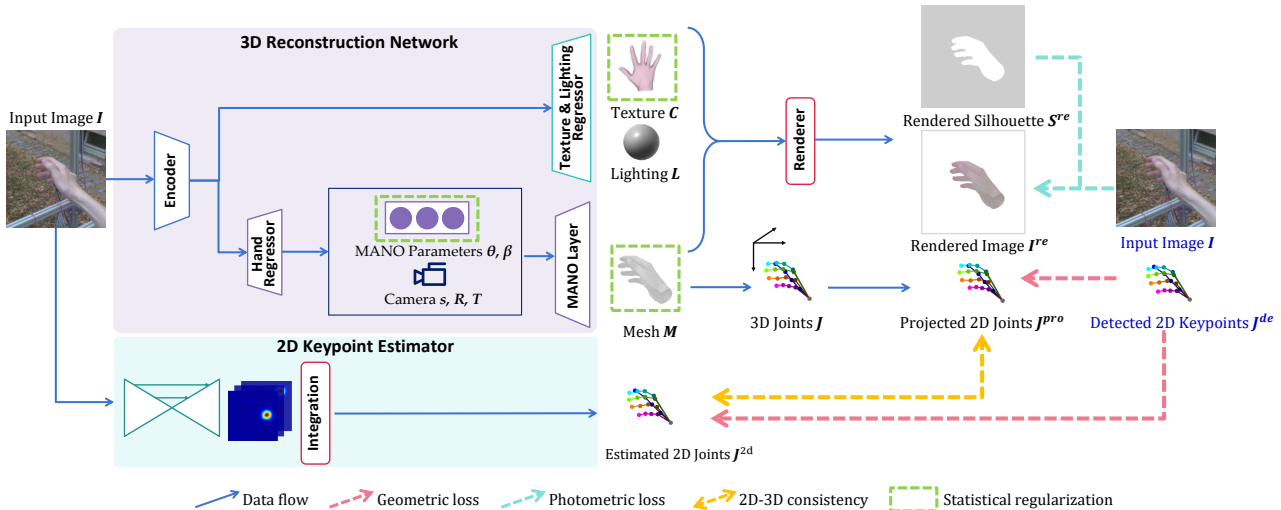 3D Reconstruction Network
Input Image I
Encoder
Texture & Lighting
Regressor
Hand
Regressor
MANO Parameters θ, β
Camera s, R, T
MANO Layer
Texture C
Lighting L
Mesh M
Renderer
Rendered Silhouette S^re
Rendered Image I^re
Input Image I
3D Joints J
Projected 2D Joints J^pro
Detected 2D Keypoints J^de
2D Keypoint Estimator
Integration
Estimated 2D Joints J^2d
Data flow
Geometric loss
Photometric loss
2D-3D consistency
Statistical regularization